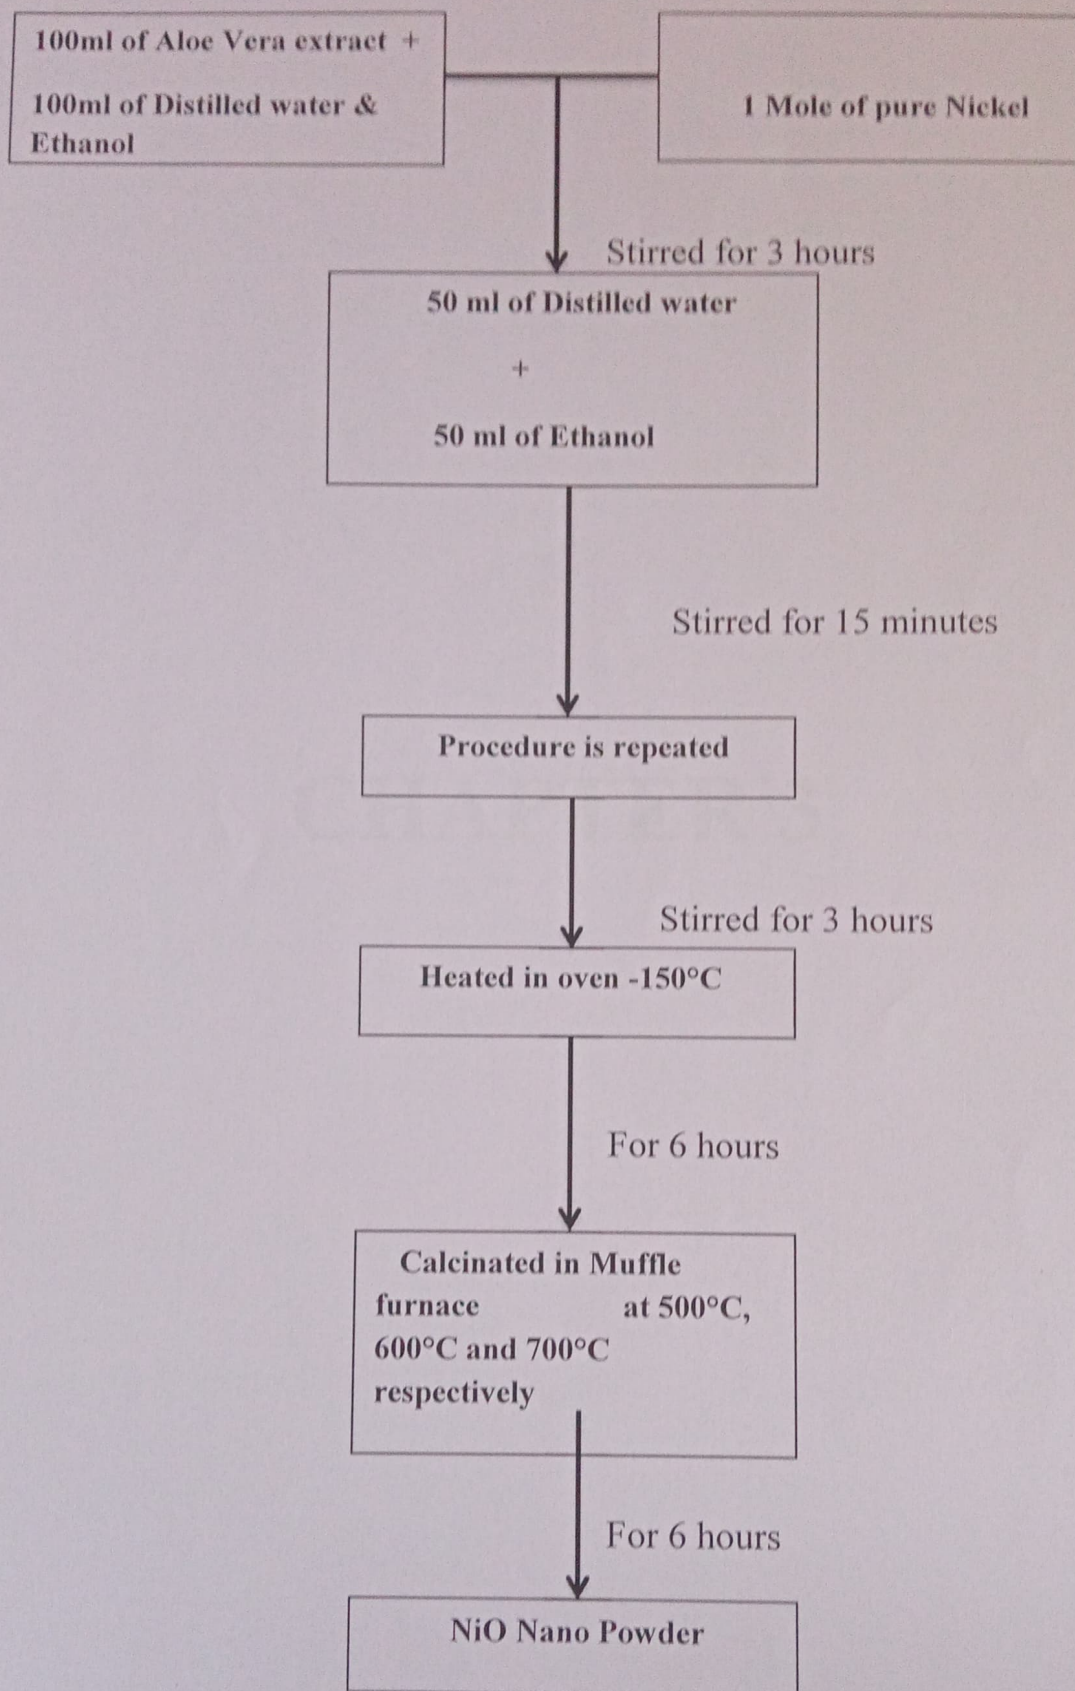 100ml of Aloe Vera extract +
100ml of Distilled water &
Ethanol
1 Mole of pure Nickel
Stirred for 3 hours
50 ml of Distilled water
+
50 ml of Ethanol
Stirred for 15 minutes
Procedure is repeated
Stirred for 3 hours
Heated in oven -150°C
For 6 hours
Calcinated in Muffle
furnace at 500°C,
600°C and 700°C
respectively
For 6 hours
NiO Nano Powder